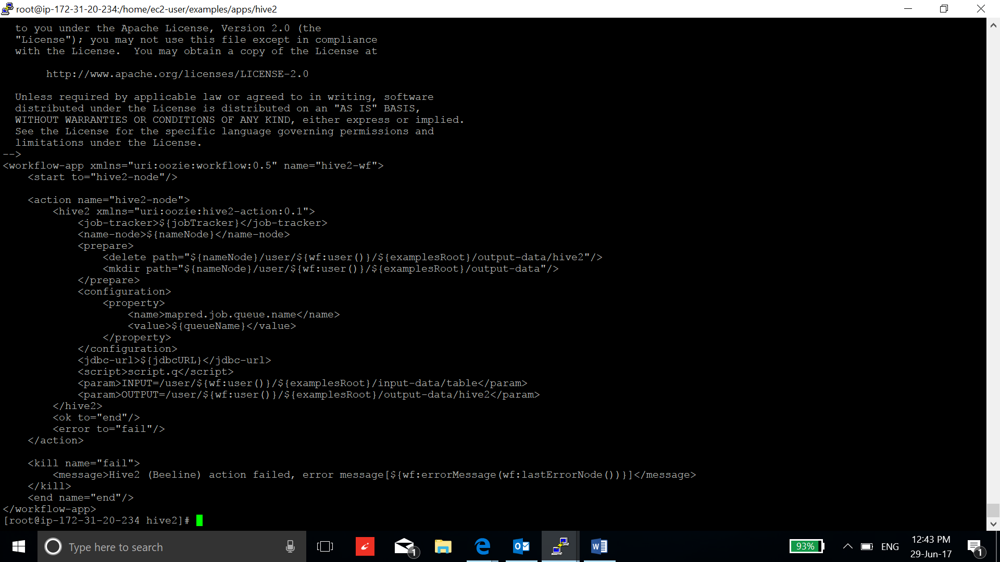 root@ip-172-31-20-234:/home/ec2-user/examples/apps/hive2
  to you under the Apache License, Version 2.0 (the
  "License"); you may not use this file except in compliance
  with the License.  You may obtain a copy of the License at
       http://www.apache.org/licenses/LICENSE-2.0
  Unless required by applicable law or agreed to in writing, software
  distributed under the License is distributed on an "AS IS" BASIS,
  WITHOUT WARRANTIES OR CONDITIONS OF ANY KIND, either express or implied.
  See the License for the specific language governing permissions and
  limitations under the License.
-->
<workflow-app xmlns="uri:oozie:workflow:0.5" name="hive2-wf">
    <start to="hive2-node"/>
    <action name="hive2-node">
        <hive2 xmlns="uri:oozie:hive2-action:0.1">
            <job-tracker>${jobTracker}</job-tracker>
            <name-node>${nameNode}</name-node>
            <prepare>
                <delete path="${nameNode}/user/${wf:user()}/${examplesRoot}/output-data/hive2"/>
                <mkdir path="${nameNode}/user/${wf:user()}/${examplesRoot}/output-data"/>
            </prepare>
            <configuration>
                <property>
                    <name>mapred.job.queue.name</name>
                    <value>${queueName}</value>
                </property>
            </configuration>
            <jdbc-url>${jdbcURL}</jdbc-url>
            <script>script.q</script>
            <param>INPUT=/user/${wf:user()}/${examplesRoot}/input-data/table</param>
            <param>OUTPUT=/user/${wf:user()}/${examplesRoot}/output-data/hive2</param>
        </hive2>
        <ok to="end"/>
        <error to="fail"/>
    </action>
    <kill name="fail">
        <message>Hive2 (Beeline) action failed, error message[${wf:errorMessage(wf:lastErrorNode())}]</message>
    </kill>
    <end name="end"/>
</workflow-app>
[root@ip-172-31-20-234 hive2]#
Type here to search
1
93%
ENG
12:43 PM
29-Jun-17
1